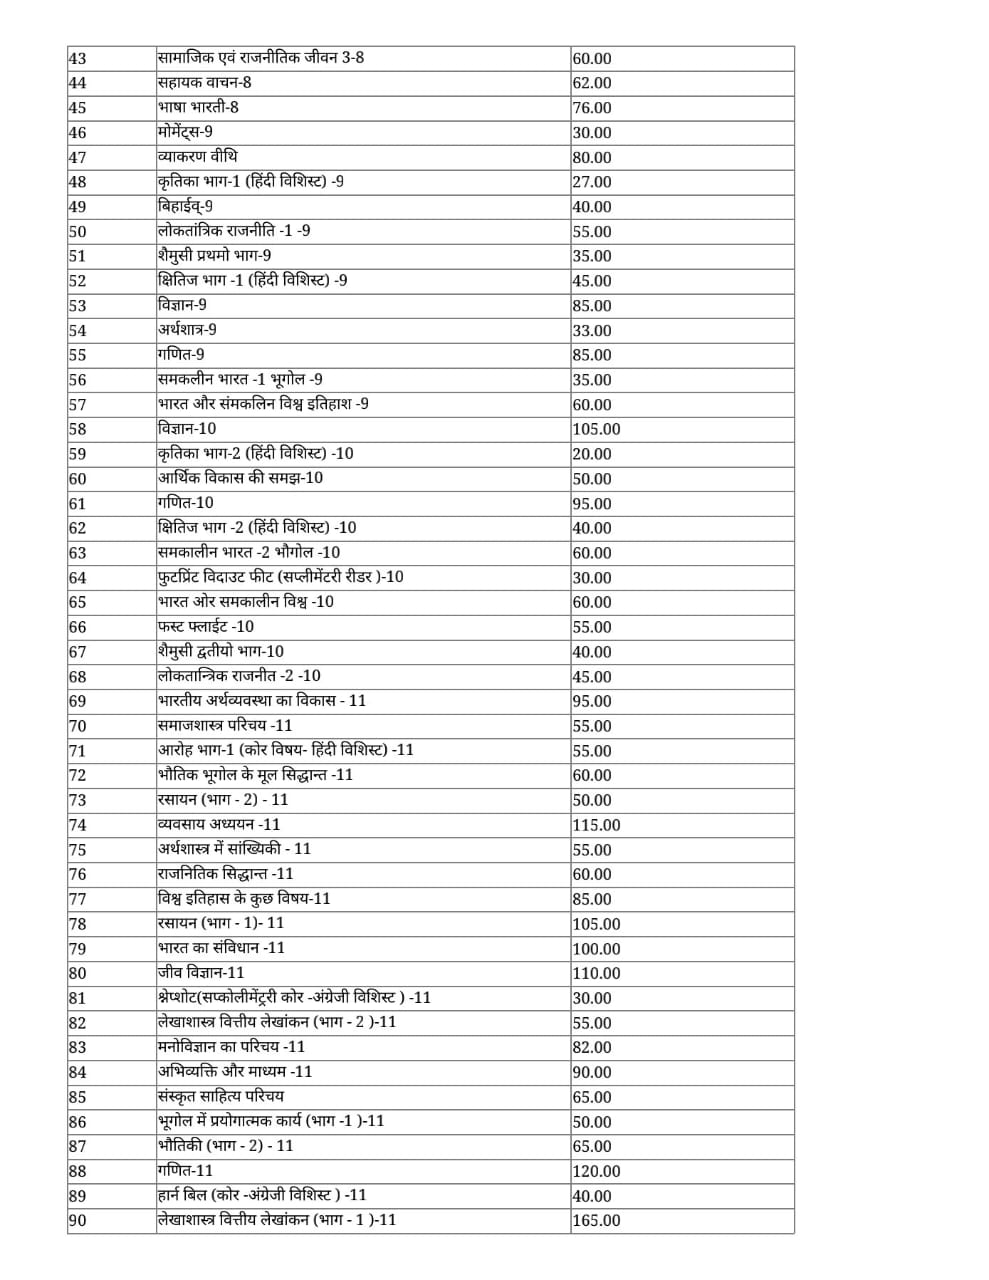 43 सामाजिक एवं राजनीतिक जीवन 3-8 60.00
44 सहायक वाचन-8 62.00
45 भाषा भारती-8 76.00
46 मोमेंट्स-9 30.00
47 व्याकरण वीथि 80.00
48 कृतिका भाग-1 (हिंदी विशिस्ट) -9 27.00
49 बिहाईव्-9 40.00
50 लोकतांत्रिक राजनीति -1 -9 55.00
51 शैमुसी प्रथमो भाग-9 35.00
52 क्षितिज भाग -1 (हिंदी विशिस्ट) -9 45.00
53 विज्ञान-9 85.00
54 अर्थशात्र-9 33.00
55 गणित-9 85.00
56 समकलीन भारत -1 भूगोल -9 35.00
57 भारत और संमकलिन विश्व इतिहाश -9 60.00
58 विज्ञान-10 105.00
59 कृतिका भाग-2 (हिंदी विशिस्ट) -10 20.00
60 आर्थिक विकास की समझ-10 50.00
61 गणित-10 95.00
62 क्षितिज भाग -2 (हिंदी विशिस्ट) -10 40.00
63 समकालीन भारत -2 भौगोल -10 60.00
64 फुटप्रिंट विदाउट फीट (सप्लीमेंटरी रीडर )-10 30.00
65 भारत ओर समकालीन विश्व -10 60.00
66 फस्ट फ्लाईट -10 55.00
67 शैमुसी द्वतीयो भाग-10 40.00
68 लोकतान्त्रिक राजनीत -2 -10 45.00
69 भारतीय अर्थव्यवस्था का विकास - 11 95.00
70 समाजशास्त्र परिचय -11 55.00
71 आरोह भाग-1 (कोर विषय- हिंदी विशिस्ट) -11 55.00
72 भौतिक भूगोल के मूल सिद्धान्त -11 60.00
73 रसायन (भाग - 2) - 11 50.00
74 व्यवसाय अध्ययन -11 115.00
75 अर्थशास्त्र में सांख्यिकी - 11 55.00
76 राजनितिक सिद्धान्त -11 60.00
77 विश्व इतिहास के कुछ विषय-11 85.00
78 रसायन (भाग - 1)- 11 105.00
79 भारत का संविधान -11 100.00
80 जीव विज्ञान-11 110.00
81 श्नेप्शोट(सप्कोलीमेंट्ररी कोर -अंग्रेजी विशिस्ट ) -11 30.00
82 लेखाशास्त्र वित्तीय लेखांकन (भाग - 2 )-11 55.00
83 मनोविज्ञान का परिचय -11 82.00
84 अभिव्यक्ति और माध्यम -11 90.00
85 संस्कृत साहित्य परिचय 65.00
86 भूगोल में प्रयोगात्मक कार्य (भाग -1 )-11 50.00
87 भौतिकी (भाग - 2) - 11 65.00
88 गणित-11 120.00
89 हार्न बिल (कोर -अंग्रेजी विशिस्ट ) -11 40.00
90 लेखाशास्त्र वित्तीय लेखांकन (भाग - 1 )-11 165.00